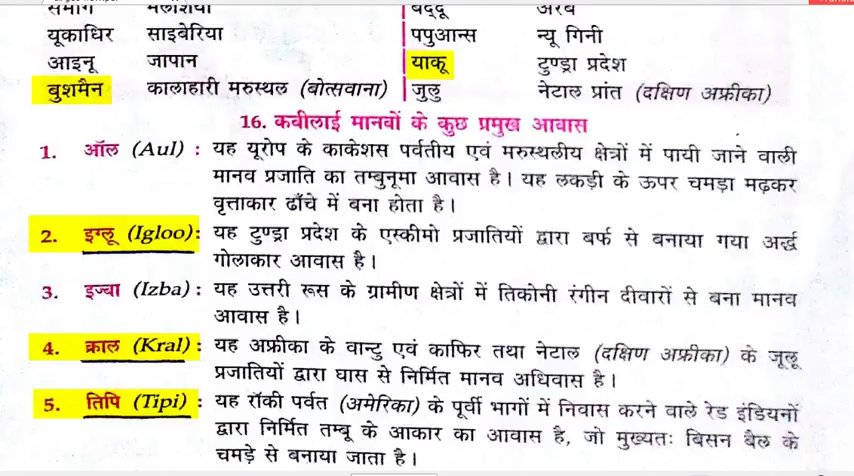 समांग मलेशिया बद्दू अरब
यूकाधिर साइबेरिया पपुआन्स न्यू गिनी
आइनू जापान याकू टुण्ड्रा प्रदेश
बुशमैन कालाहारी मरुस्थल (बोत्सवाना) जुलु नेटाल प्रांत (दक्षिण अफ्रीका)
16. कबीलाई मानवों के कुछ प्रमुख आवास
1. ऑल (Aul) : यह यूरोप के काकेशस पर्वतीय एवं मरुस्थलीय क्षेत्रों में पायी जाने वाली
मानव प्रजाति का तम्बुनूमा आवास है। यह लकड़ी के ऊपर चमड़ा मढ़कर
वृत्ताकार ढाँचे में बना होता है।
2. इग्लू (Igloo): यह टुण्ड्रा प्रदेश के एस्कीमो प्रजातियों द्वारा बर्फ से बनाया गया अर्द्ध
गोलाकार आवास है।
3. इज्बा (Izba) : यह उत्तरी रूस के ग्रामीण क्षेत्रों में तिकोनी रंगीन दीवारों से बना मानव
आवास है।
4. क्राल (Kral) : यह अफ्रीका के वान्टु एवं काफिर तथा नेटाल (दक्षिण अफ्रीका) के जूलू
प्रजातियों द्वारा घास से निर्मित मानव अधिवास है।
5. तिपि (Tipi) : यह रॉकी पर्वत (अमेरिका) के पूर्वी भागों में निवास करने वाले रेड इंडियनों
द्वारा निर्मित तम्बू के आकार का आवास है, जो मुख्यतः बिसन बैल के
चमड़े से बनाया जाता है।